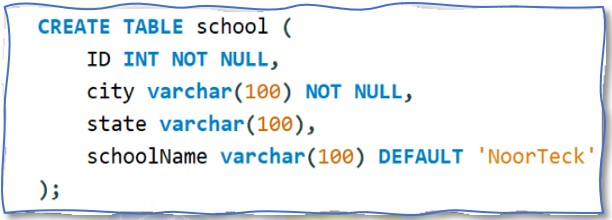 CREATE TABLE school (
ID INT NOT NULL,
city varchar(100) NOT NULL,
state varchar(100),
schoolName varchar(100) DEFAULT 'NoorTeck'
);